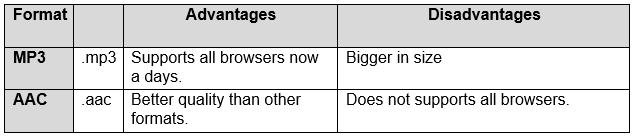 Format Advantages Disadvantages
MP3 .mp3 Supports all browsers now Bigger in size
a days.
AAC .aac Better quality than other Does not supports all browsers.
formats.